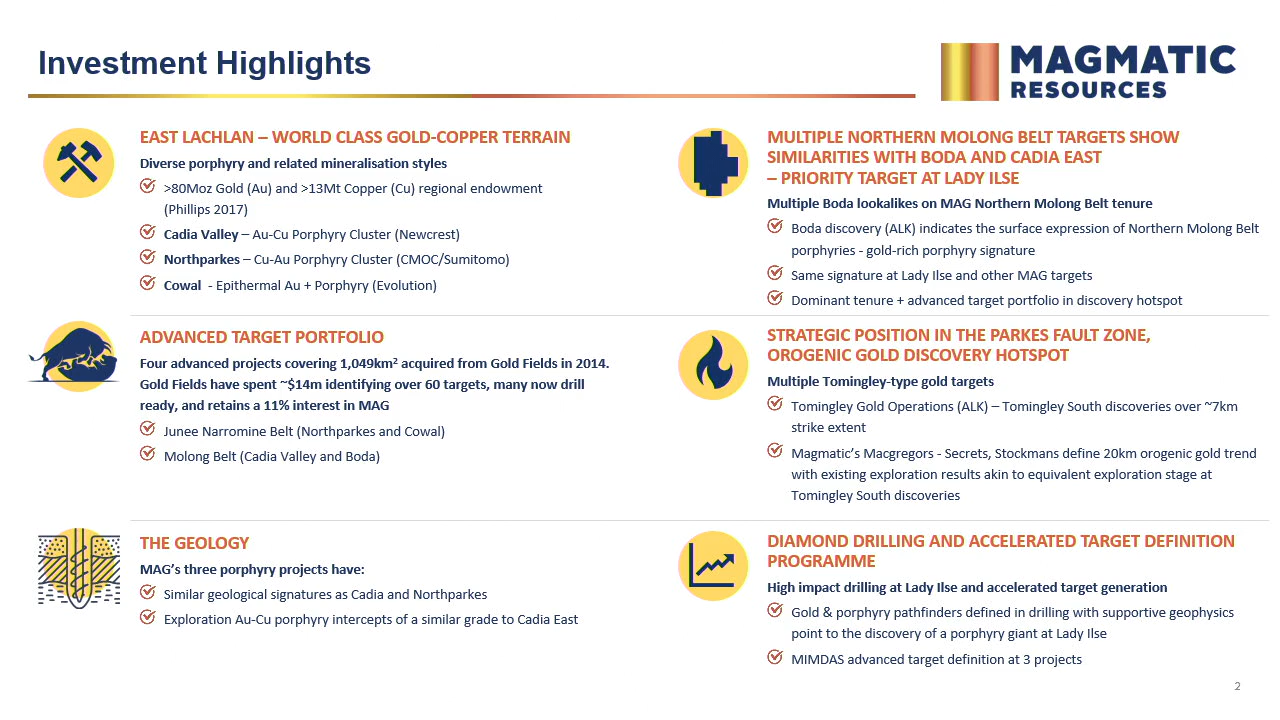 Investment Highlights
MAGMATIC
RESOURCES
EAST LACHLAN – WORLD CLASS GOLD-COPPER TERRAIN
Diverse porphyry and related mineralisation styles
>80Moz Gold (Au) and >13Mt Copper (Cu) regional endowment
(Phillips 2017)
Cadia Valley – Au-Cu Porphyry Cluster (Newcrest)
Northparkes – Cu-Au Porphyry Cluster (CMOC/Sumitomo)
Cowal - Epithermal Au + Porphyry (Evolution)
ADVANCED TARGET PORTFOLIO
Four advanced projects covering 1,049km² acquired from Gold Fields in 2014.
Gold Fields have spent ~$14m identifying over 60 targets, many now drill
ready, and retains a 11% interest in MAG
Junee Narromine Belt (Northparkes and Cowal)
Molong Belt (Cadia Valley and Boda)
THE GEOLOGY
MAG's three porphyry projects have:
Similar geological signatures as Cadia and Northparkes
Exploration Au-Cu porphyry intercepts of a similar grade to Cadia East
MULTIPLE NORTHERN MOLONG BELT TARGETS SHOW
SIMILARITIES WITH BODA AND CADIA EAST
– PRIORITY TARGET AT LADY ILSE
Multiple Boda lookalikes on MAG Northern Molong Belt tenure
Boda discovery (ALK) indicates the surface expression of Northern Molong Belt
porphyries - gold-rich porphyry signature
Same signature at Lady Ilse and other MAG targets
Dominant tenure + advanced target portfolio in discovery hotspot
STRATEGIC POSITION IN THE PARKES FAULT ZONE,
OROGENIC GOLD DISCOVERY HOTSPOT
Multiple Tomingley-type gold targets
Tomingley Gold Operations (ALK) – Tomingley South discoveries over ~7km
strike extent
Magmatic's Macgregors - Secrets, Stockmans define 20km orogenic gold trend
with existing exploration results akin to equivalent exploration stage at
Tomingley South discoveries
DIAMOND DRILLING AND ACCELERATED TARGET DEFINITION
PROGRAMME
High impact drilling at Lady Ilse and accelerated target generation
Gold & porphyry pathfinders defined in drilling with supportive geophysics
point to the discovery of a porphyry giant at Lady Ilse
MIMDAS advanced target definition at 3 projects
2